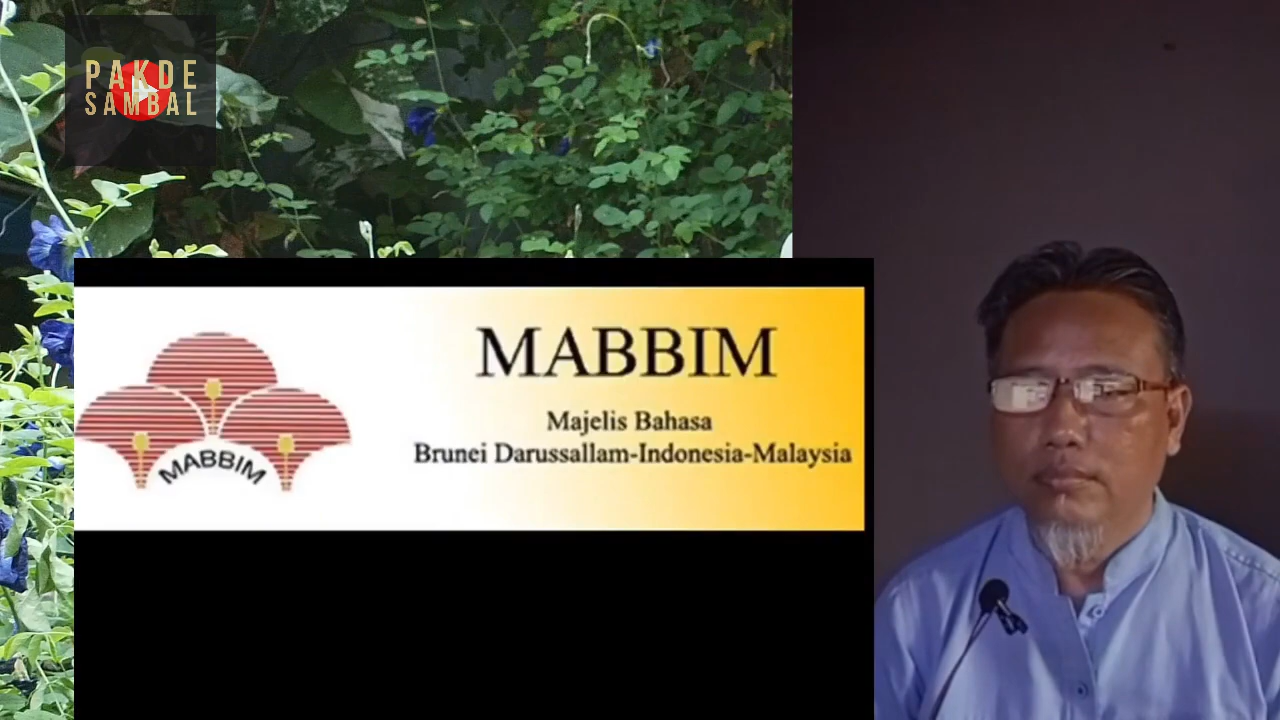 PAKDE
SAMBAL
MABBIM
Majelis Bahasa
Brunei Darussallam-Indonesia-Malaysia
MABBIM